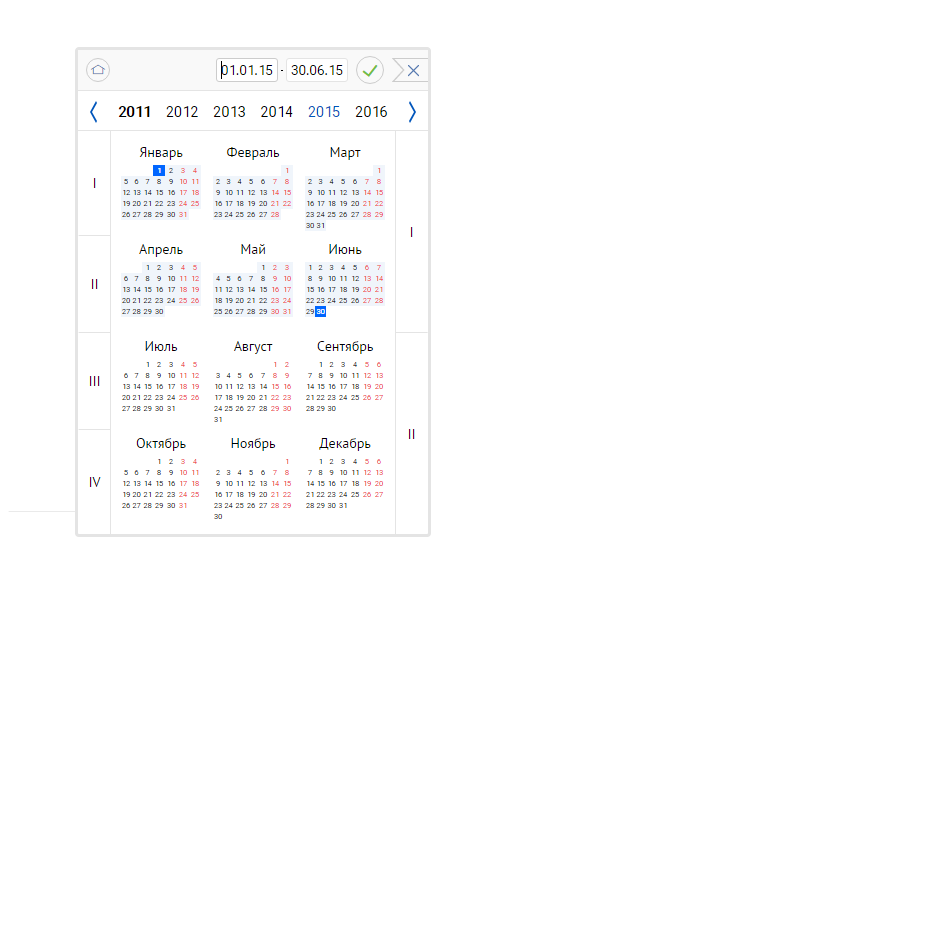 01.01.15 - 30.06.15
2011 2012 2013 2014 2015 2016
I
II
III
IV
Январь Февраль Март
1 2 3 4 1 1
5 6 7 8 9 10 11 2 3 4 5 6 7 8 2 3 4 5 6 7 8
12 13 14 15 16 17 18 9 10 11 12 13 14 15 9 10 11 12 13 14 15
19 20 21 22 23 24 25 16 17 18 19 20 21 22 16 17 18 19 20 21 22
26 27 28 29 30 31 23 24 25 26 27 28 23 24 25 26 27 28 29
30 31
Апрель Май Июнь
1 2 3 4 5 1 2 3 1 2 3 4 5 6 7
6 7 8 9 10 11 12 4 5 6 7 8 9 10 8 9 10 11 12 13 14
13 14 15 16 17 18 19 11 12 13 14 15 16 17 15 16 17 18 19 20 21
20 21 22 23 24 25 26 18 19 20 21 22 23 24 22 23 24 25 26 27 28
27 28 29 30 25 26 27 28 29 30 31 29 30
Июль Август Сентябрь
1 2 3 4 5 1 2 1 2 3 4 5 6
6 7 8 9 10 11 12 3 4 5 6 7 8 9 7 8 9 10 11 12 13
13 14 15 16 17 18 19 10 11 12 13 14 15 16 14 15 16 17 18 19 20
20 21 22 23 24 25 26 17 18 19 20 21 22 23 21 22 23 24 25 26 27
27 28 29 30 31 24 25 26 27 28 29 30 28 29 30
31
Октябрь Ноябрь Декабрь
1 2 3 4 1 1 2 3 4 5 6
5 6 7 8 9 10 11 2 3 4 5 6 7 8 7 8 9 10 11 12 13
12 13 14 15 16 17 18 9 10 11 12 13 14 15 14 15 16 17 18 19 20
19 20 21 22 23 24 25 16 17 18 19 20 21 22 21 22 23 24 25 26 27
26 27 28 29 30 31 23 24 25 26 27 28 29 28 29 30 31
30
I
II